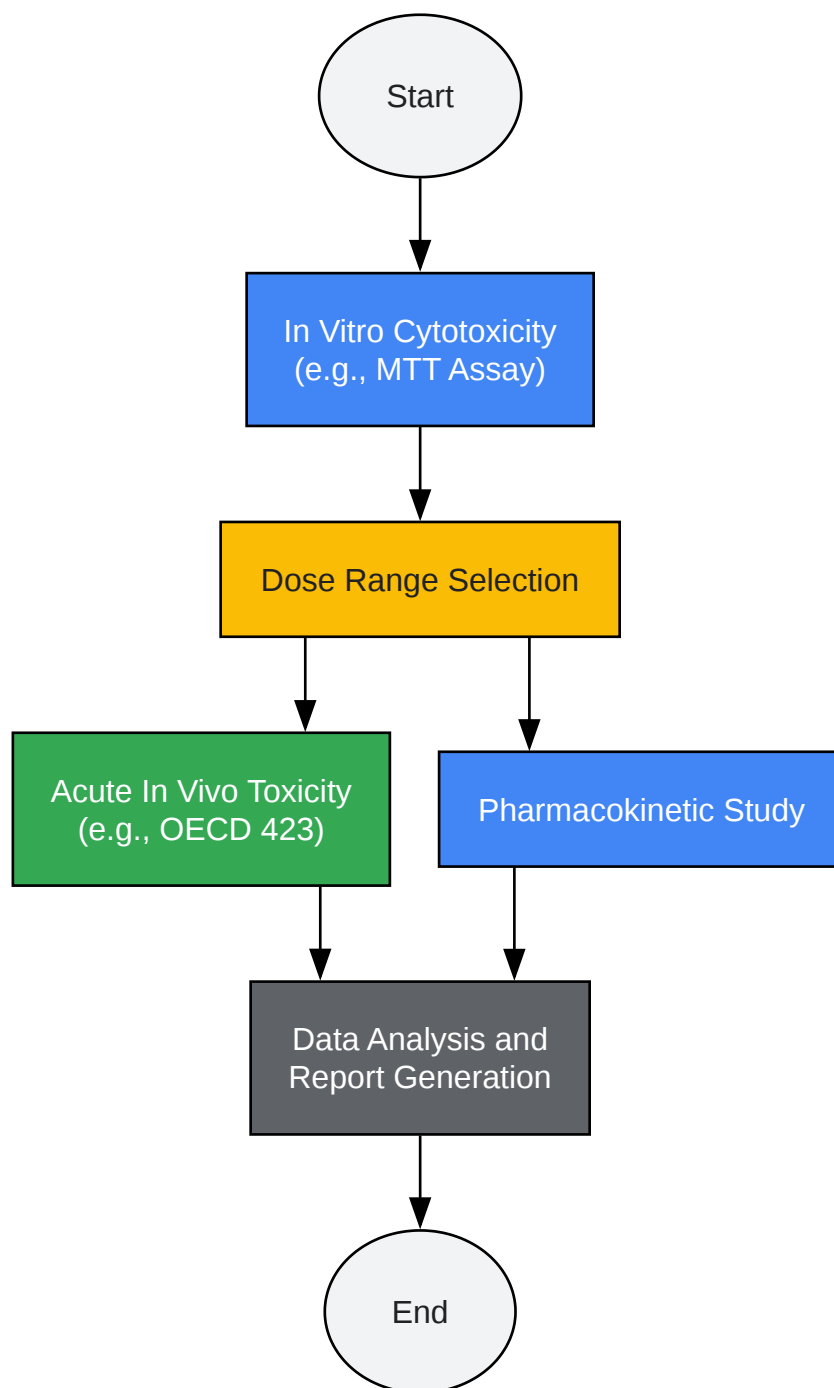 Start
In Vitro Cytotoxicity
(e.g., MTT Assay)
Dose Range Selection
Acute In Vivo Toxicity
(e.g., OECD 423)
Pharmacokinetic Study
Data Analysis and
Report Generation
End